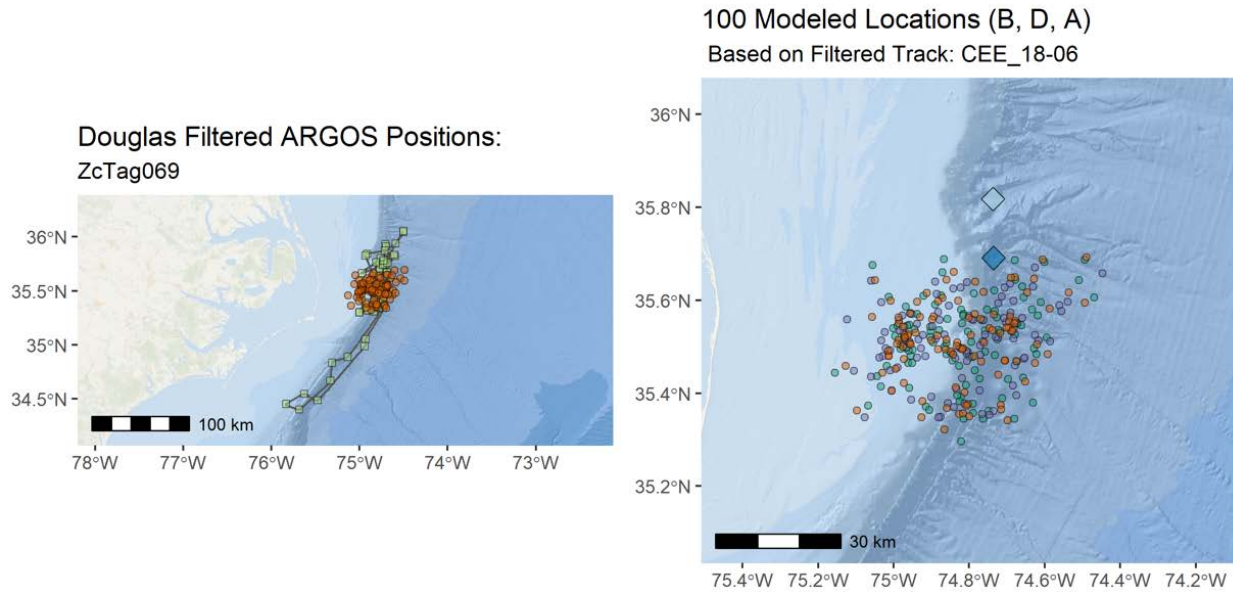 Douglas Filtered ARGOS Positions:
ZcTag069
36°N
35.5°N
35°N
34.5°N
100 km
78°W 77°W 76°W 75°W 74°W 73°W
100 Modeled Locations (B, D, A)
Based on Filtered Track: CEE_18-06
36°N
35.8°N
35.6°N
35.4°N
35.2°N
30 km
75.4°W 75.2°W 75°W 74.8°W 74.6°W 74.4°W 74.2°W